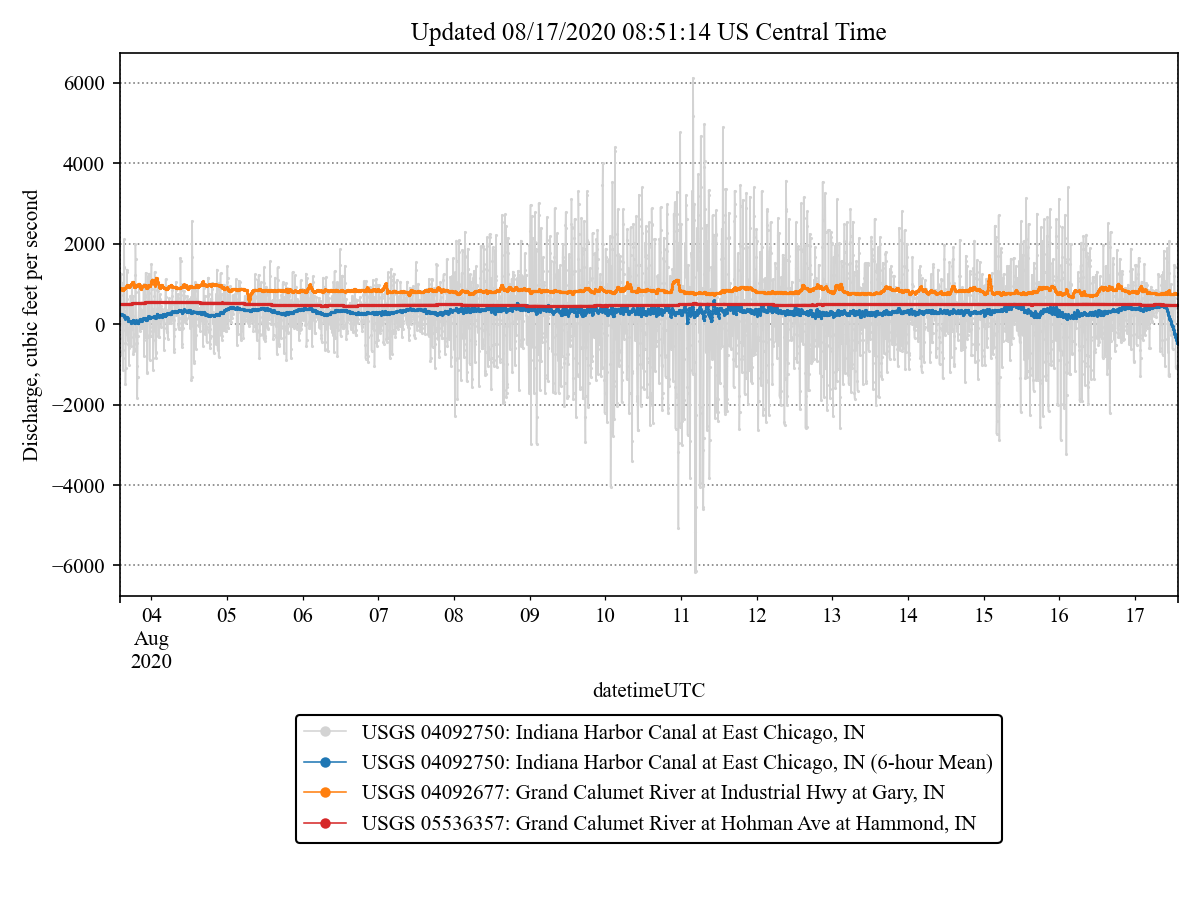 Updated 08/17/2020 08:51:14 US Central Time
Discharge, cubic feet per second
6000
4000
2000
0
−2000
−4000
−6000
04 05 06 07 08 09 10 11 12 13 14 15 16 17
Aug
2020
datetimeUTC
USGS 04092750: Indiana Harbor Canal at East Chicago, IN
USGS 04092750: Indiana Harbor Canal at East Chicago, IN (6-hour Mean)
USGS 04092677: Grand Calumet River at Industrial Hwy at Gary, IN
USGS 05536357: Grand Calumet River at Hohman Ave at Hammond, IN